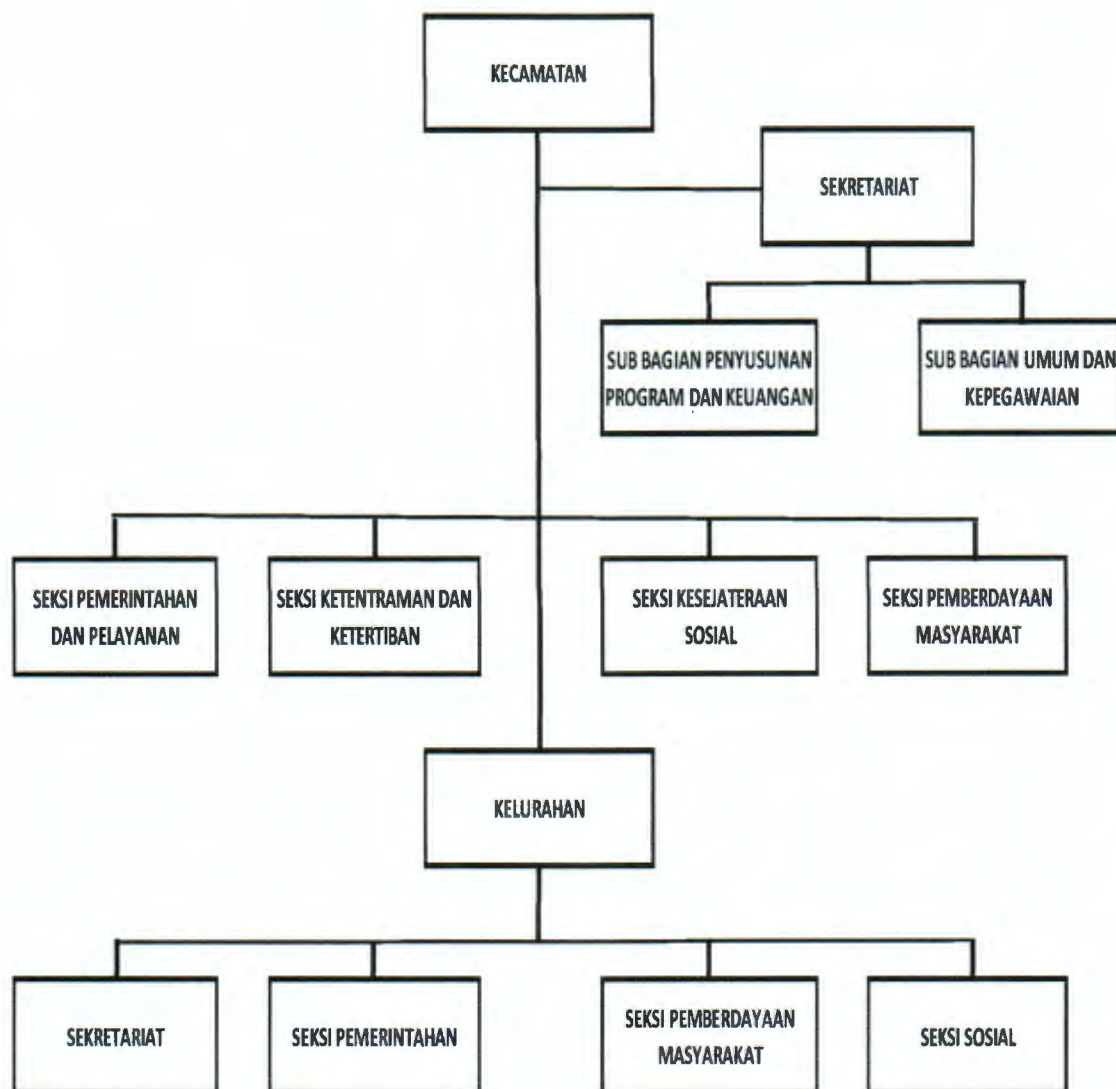 KECAMATAN
SEKRETARIAT
SUB BAGIAN PENYUSUNAN
PROGRAM DAN KEUANGAN
SUB BAGIAN UMUM DAN
KEPEGAWAIAN
SEKSI PEMERINTAHAN
DAN PELAYANAN
SEKSI KETENTRAMAN DAN
KETERTIBAN
SEKSI KESEJATERAAN
SOSIAL
SEKSI PEMBERDAYAAN
MASYARAKAT
KELURAHAN
SEKRETARIAT
SEKSI PEMERINTAHAN
SEKSI PEMBERDAYAAN
MASYARAKAT
SEKSI SOSIAL